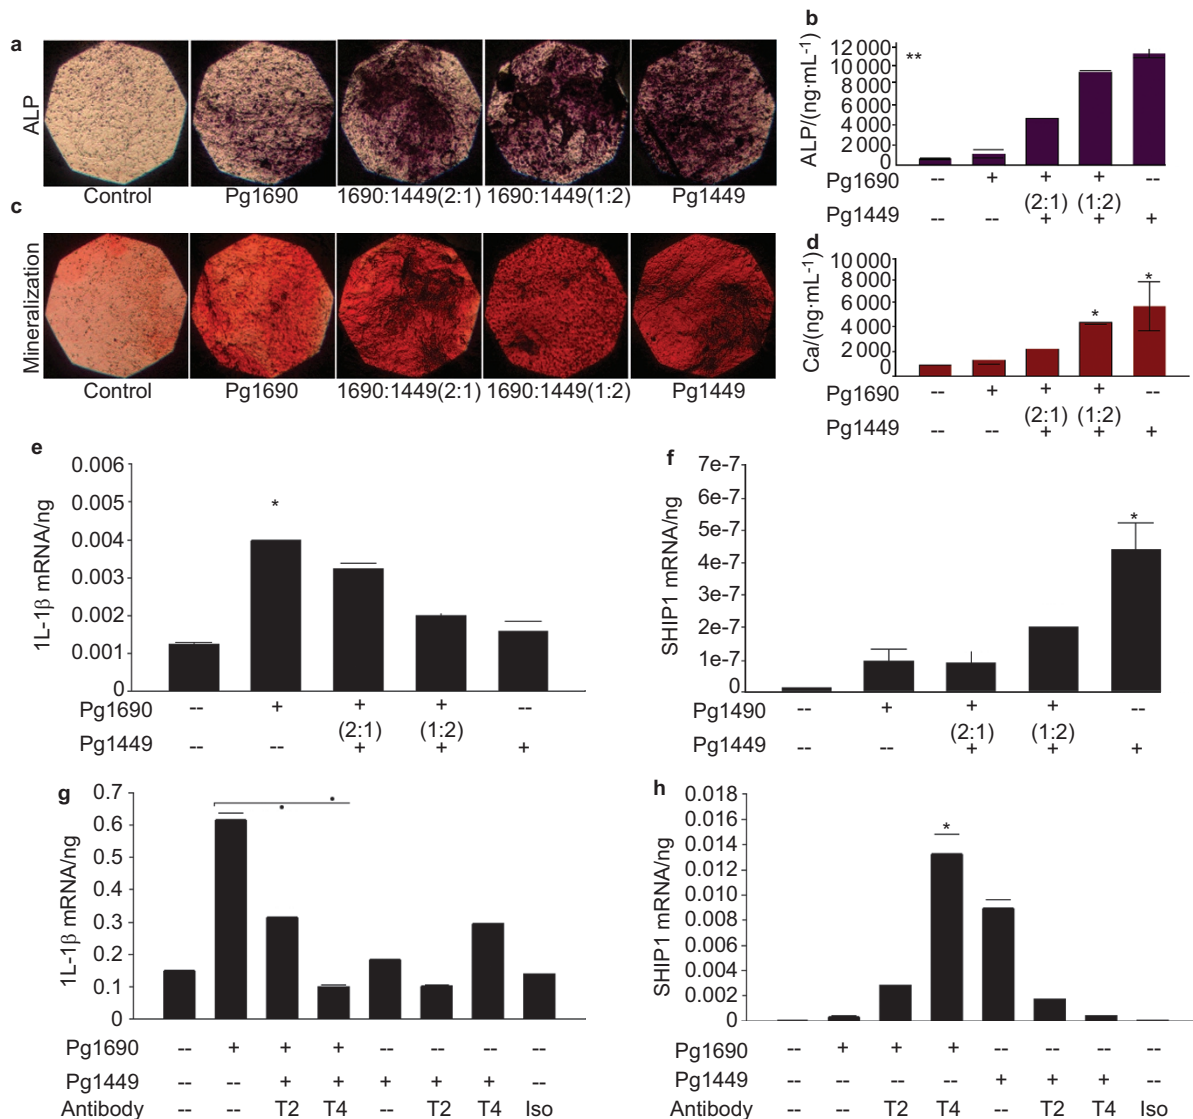 a
ALP
Control Pg1690 1690:1449(2:1) 1690:1449(1:2) Pg1449
b
ALP/(ng·mL-1)
12 000
10 000
8 000
6 000
4 000
2 000
0
**
Pg1690 -- + + + --
(2:1) (1:2)
Pg1449 -- -- + + +
c
Mineralization
Control Pg1690 1690:1449(2:1) 1690:1449(1:2) Pg1449
d
Ca/(ng·mL-1)
10 000
8 000
6 000
4 000
2 000
0
* *
Pg1690 -- + + + --
(2:1) (1:2)
Pg1449 -- -- + + +
e
1L-1β mRNA/ng
0.006
0.005
0.004
0.003
0.002
0.001
0
*
Pg1690 -- + + + --
(2:1) (1:2)
Pg1449 -- -- + + +
f
SHIP1 mRNA/ng
7e-7
6e-7
5e-7
4e-7
3e-7
2e-7
1e-7
0
*
Pg1490 -- + + + --
(2:1) (1:2)
Pg1449 -- -- + + +
g
1L-1β mRNA/ng
0.7
0.6
0.5
0.4
0.3
0.2
0.1
0
Pg1690 -- + + + -- -- -- --
Pg1449 -- -- + + + + + --
Antibody -- -- T2 T4 -- T2 T4 Iso
h
SHIP1 mRNA/ng
0.018
0.016
0.014
0.012
0.010
0.008
0.006
0.004
0.002
0
*
Pg1690 -- + + + -- -- -- --
Pg1449 -- -- -- -- + + + --
Antibody -- -- T2 T4 -- T2 T4 Iso